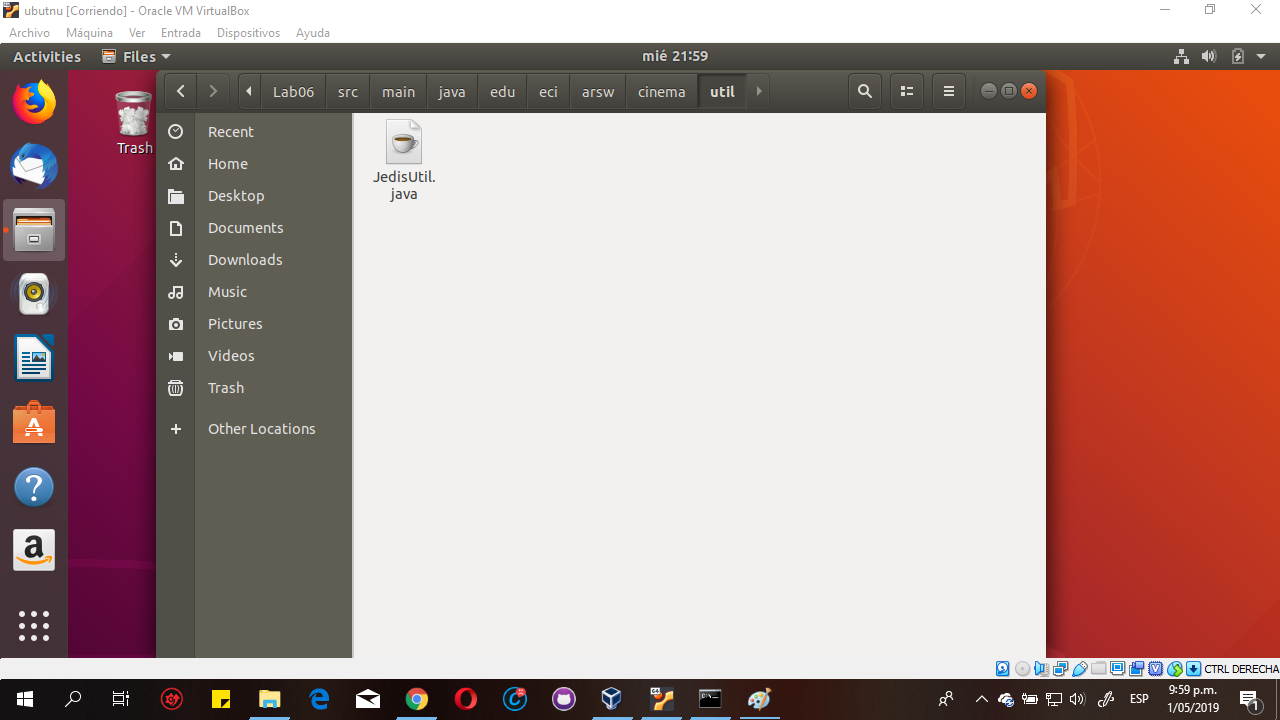 ubutnu [Corriendo] - Oracle VM VirtualBox
Archivo Máquina Ver Entrada Dispositivos Ayuda
Activities Files mié 21:59
Lab06 src main java edu eci arsw cinema util
Trash
Recent
Home
Desktop
Documents
Downloads
Music
Pictures
Videos
Trash
Other Locations
JedisUtil.
java
CTRL DERECHA
ESP
9:59 p.m.
1/05/2019
1